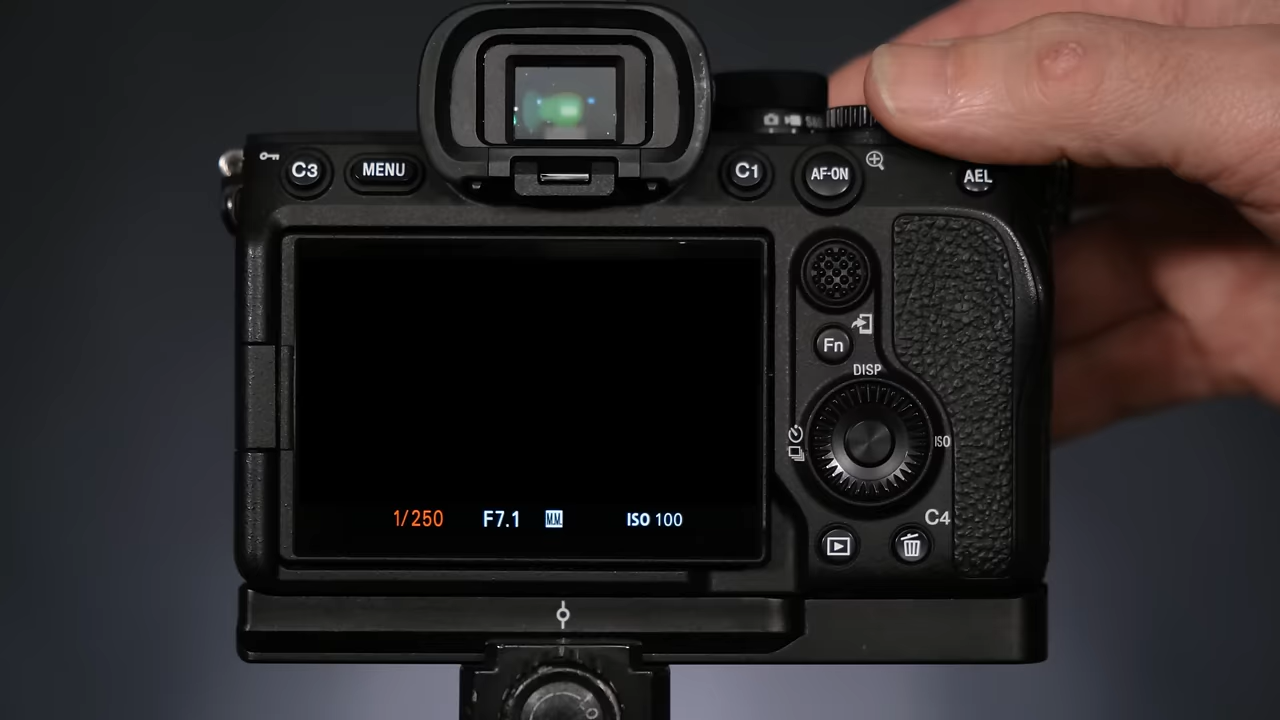 C3
MENU
C1
AF-ON
AEL
Fn
DISP
ISO
C4
1/250
F7.1
M.M.
ISO 100